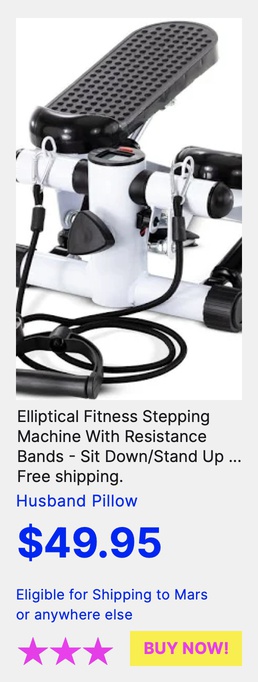 Elliptical Fitness Stepping
Machine With Resistance
Bands - Sit Down/Stand Up ...
Free shipping.
Husband Pillow
$49.95
Eligible for Shipping to Mars
or anywhere else
BUY NOW!